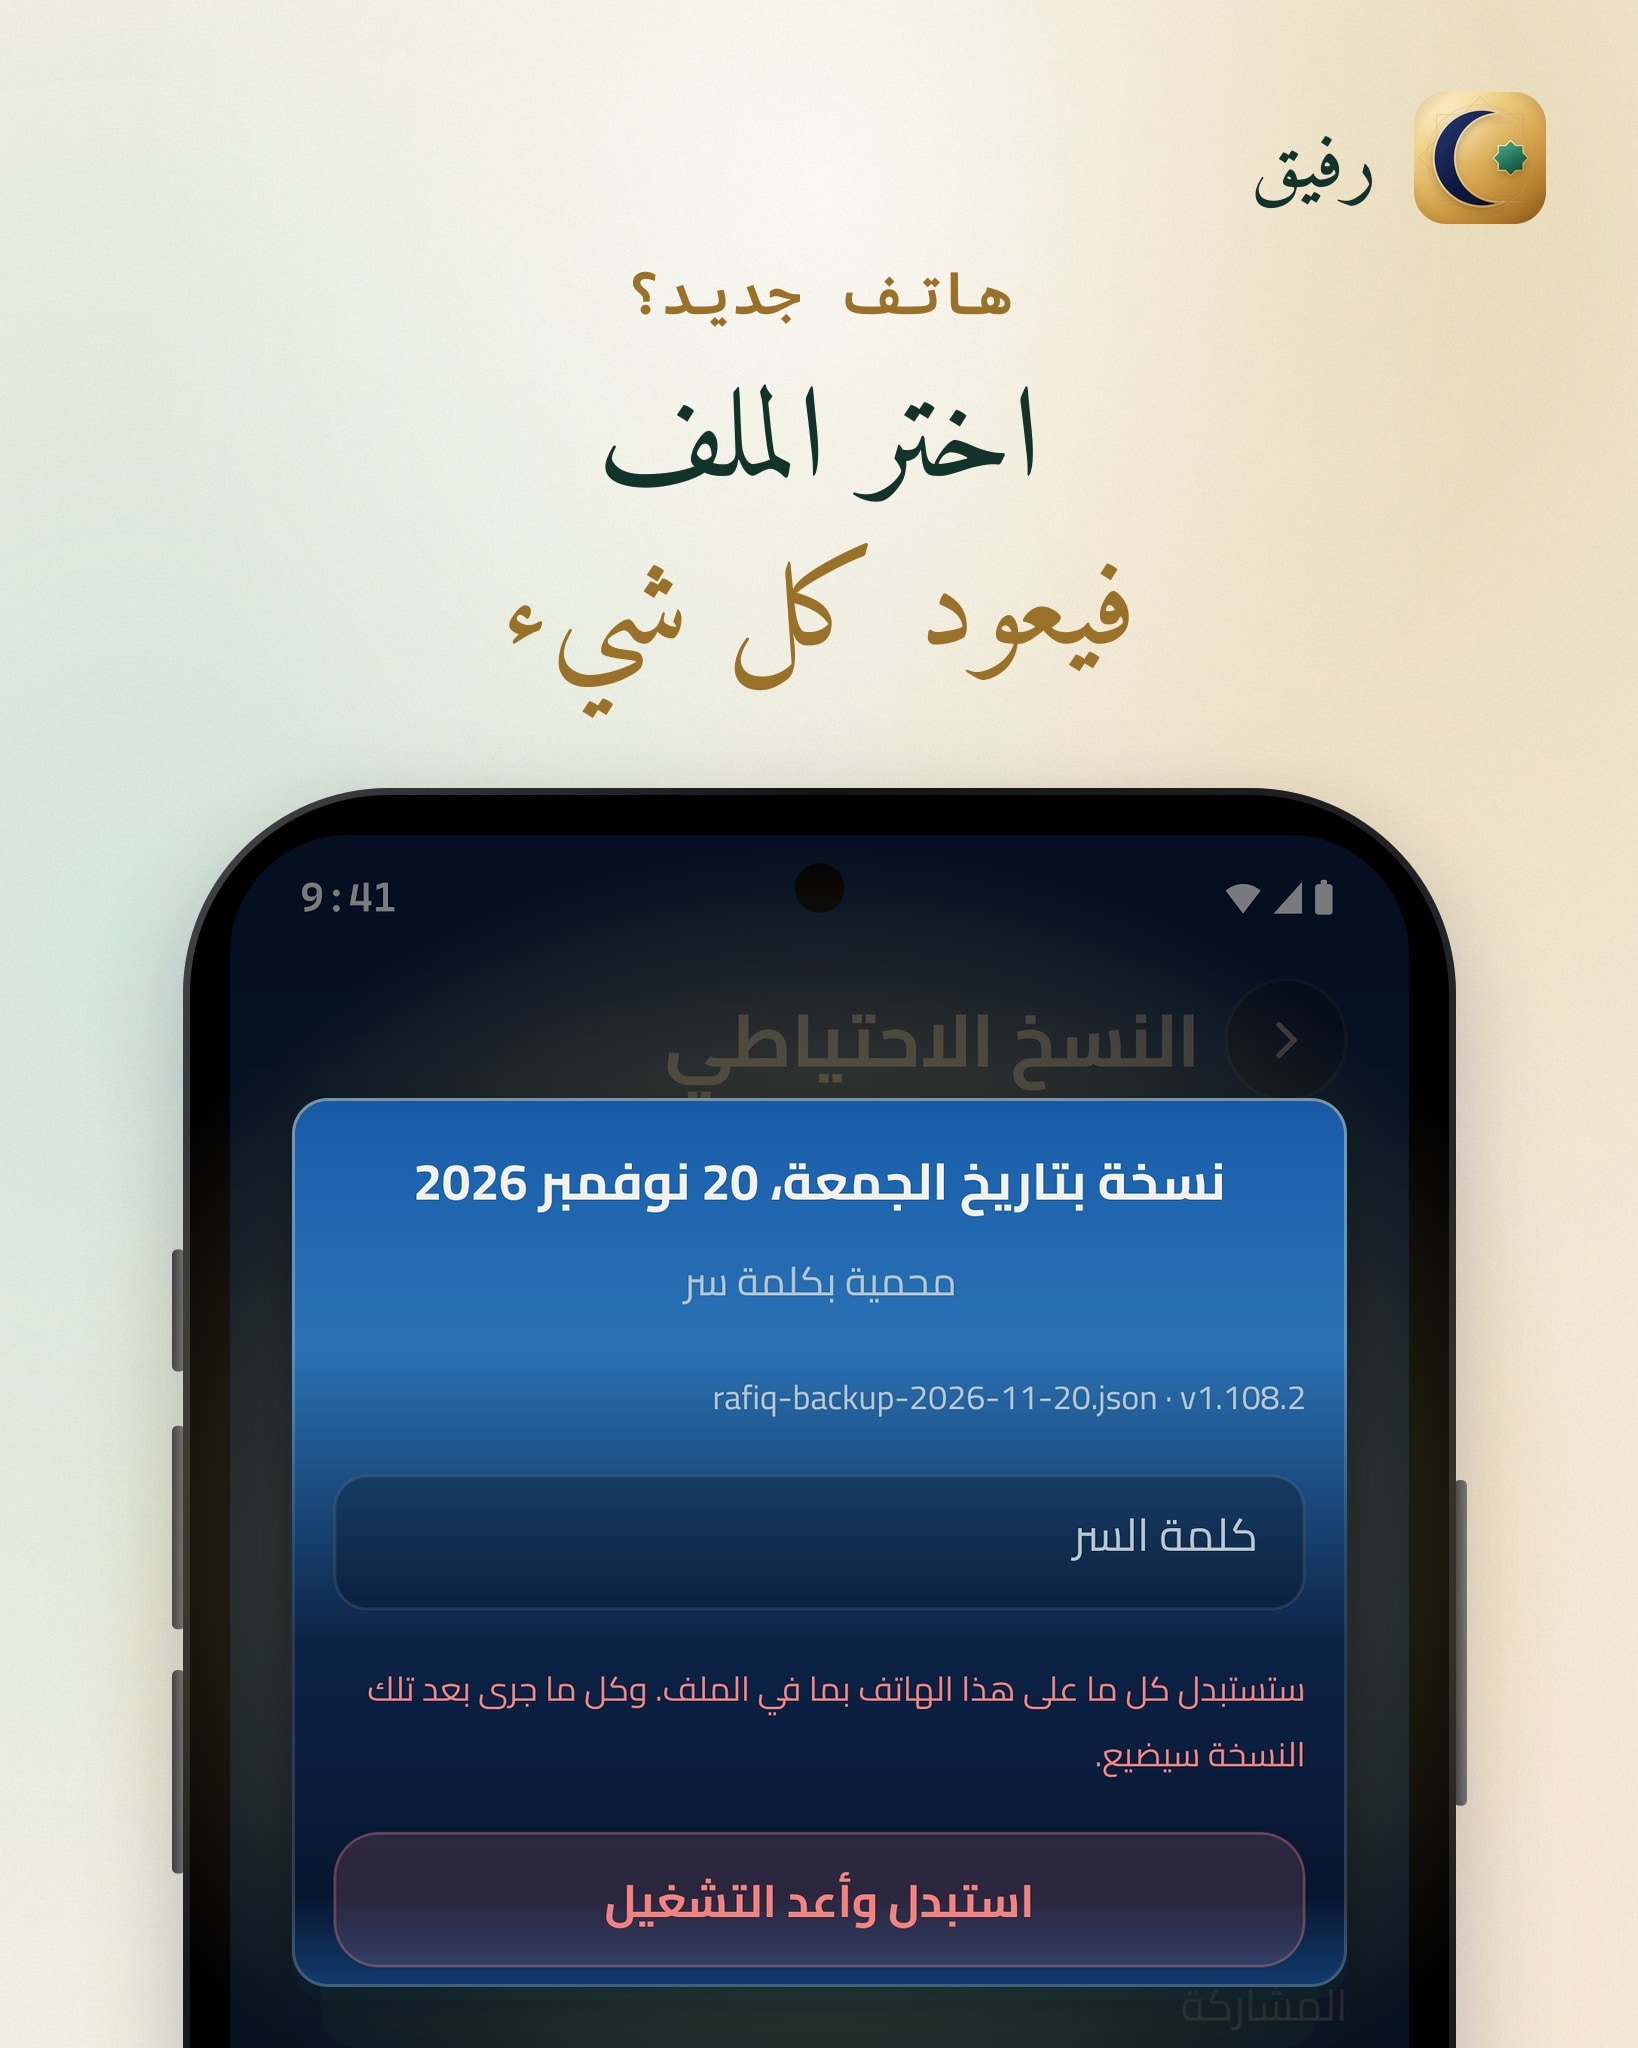 رفيق
هاتف جديد؟
اختر الملف
فيعود كل شيء
9:41
النسخ الاحتياطي
نسخة بتاريخ الجمعة، 20 نوفمبر 2026
محمية بكلمة سر
rafiq-backup-2026-11-20.json · v1.108.2
كلمة السر
ستستبدل كل ما على هذا الهاتف بما في الملف. وكل ما جرى بعد تلك
النسخة سيضيع.
استبدل وأعد التشغيل
المشاركة